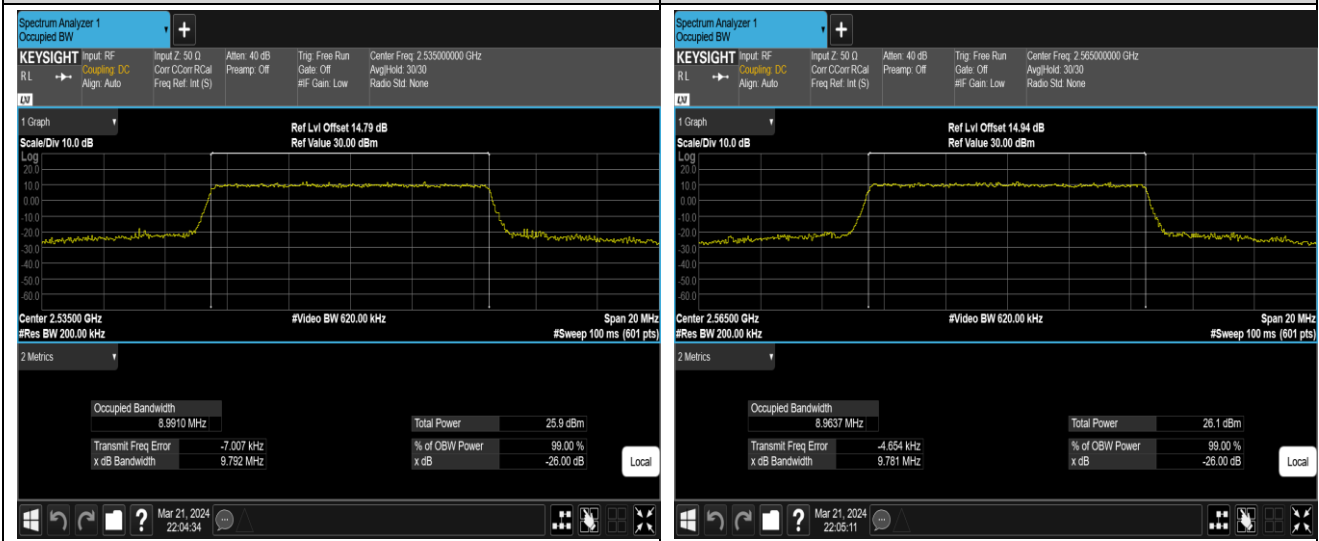 Spectrum Analyzer 1
Occupied BW
+
KEYSIGHT
RL
LXI
Input: RF
Coupling: DC
Align: Auto
Input Z: 50 Ω
Corr CCorr RCal
Freq Ref: Int (S)
Atten: 40 dB
Preamp: Off
Trig: Free Run
Gate: Off
#IF Gain: Low
Center Freq: 2.535000000 GHz
Avg|Hold: 30/30
Radio Std: None
1 Graph
Scale/Div 10.0 dB
Ref Lvl Offset 14.79 dB
Ref Value 30.00 dBm
Log
20.0
10.0
0.00
-10.0
-20.0
-30.0
-40.0
-50.0
-60.0
Center 2.53500 GHz
#Res BW 200.00 kHz
#Video BW 620.00 kHz
Span 20 MHz
#Sweep 100 ms (601 pts)
2 Metrics
Occupied Bandwidth
8.9910 MHz
Transmit Freq Error -7.007 kHz
x dB Bandwidth 9.792 MHz
Total Power 25.9 dBm
% of OBW Power 99.00 %
x dB -26.00 dB
Local
?
Mar 21, 2024
22:04:34
Spectrum Analyzer 1
Occupied BW
+
KEYSIGHT
RL
LXI
Input: RF
Coupling: DC
Align: Auto
Input Z: 50 Ω
Corr CCorr RCal
Freq Ref: Int (S)
Atten: 40 dB
Preamp: Off
Trig: Free Run
Gate: Off
#IF Gain: Low
Center Freq: 2.565000000 GHz
Avg|Hold: 30/30
Radio Std: None
1 Graph
Scale/Div 10.0 dB
Ref Lvl Offset 14.94 dB
Ref Value 30.00 dBm
Log
20.0
10.0
0.00
-10.0
-20.0
-30.0
-40.0
-50.0
-60.0
Center 2.56500 GHz
#Res BW 200.00 kHz
#Video BW 620.00 kHz
Span 20 MHz
#Sweep 100 ms (601 pts)
2 Metrics
Occupied Bandwidth
8.9637 MHz
Transmit Freq Error -4.654 kHz
x dB Bandwidth 9.781 MHz
Total Power 26.1 dBm
% of OBW Power 99.00 %
x dB -26.00 dB
Local
?
Mar 21, 2024
22:05:11